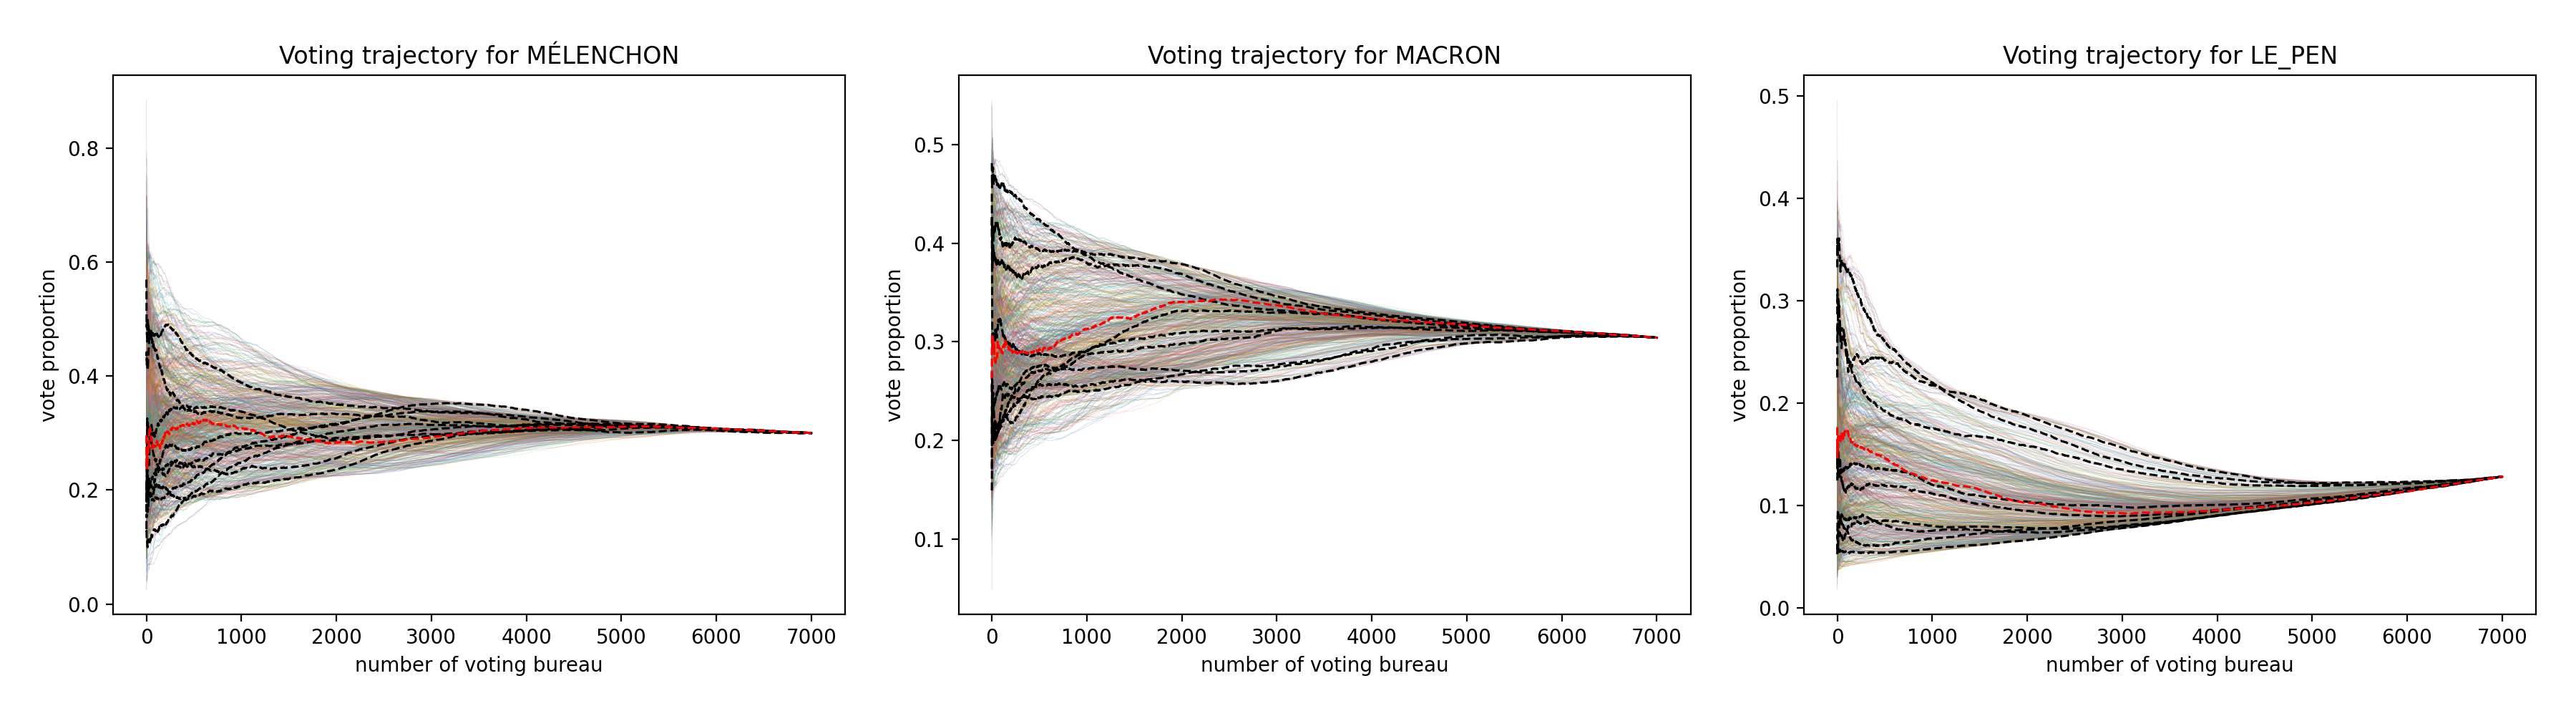 Voting trajectory for MÉLENCHON
vote proportion
0.8
0.6
0.4
0.2
0.0
0 1000 2000 3000 4000 5000 6000 7000
number of voting bureau
Voting trajectory for MACRON
vote proportion
0.5
0.4
0.3
0.2
0.1
0 1000 2000 3000 4000 5000 6000 7000
number of voting bureau
Voting trajectory for LE_PEN
vote proportion
0.5
0.4
0.3
0.2
0.1
0.0
0 1000 2000 3000 4000 5000 6000 7000
number of voting bureau